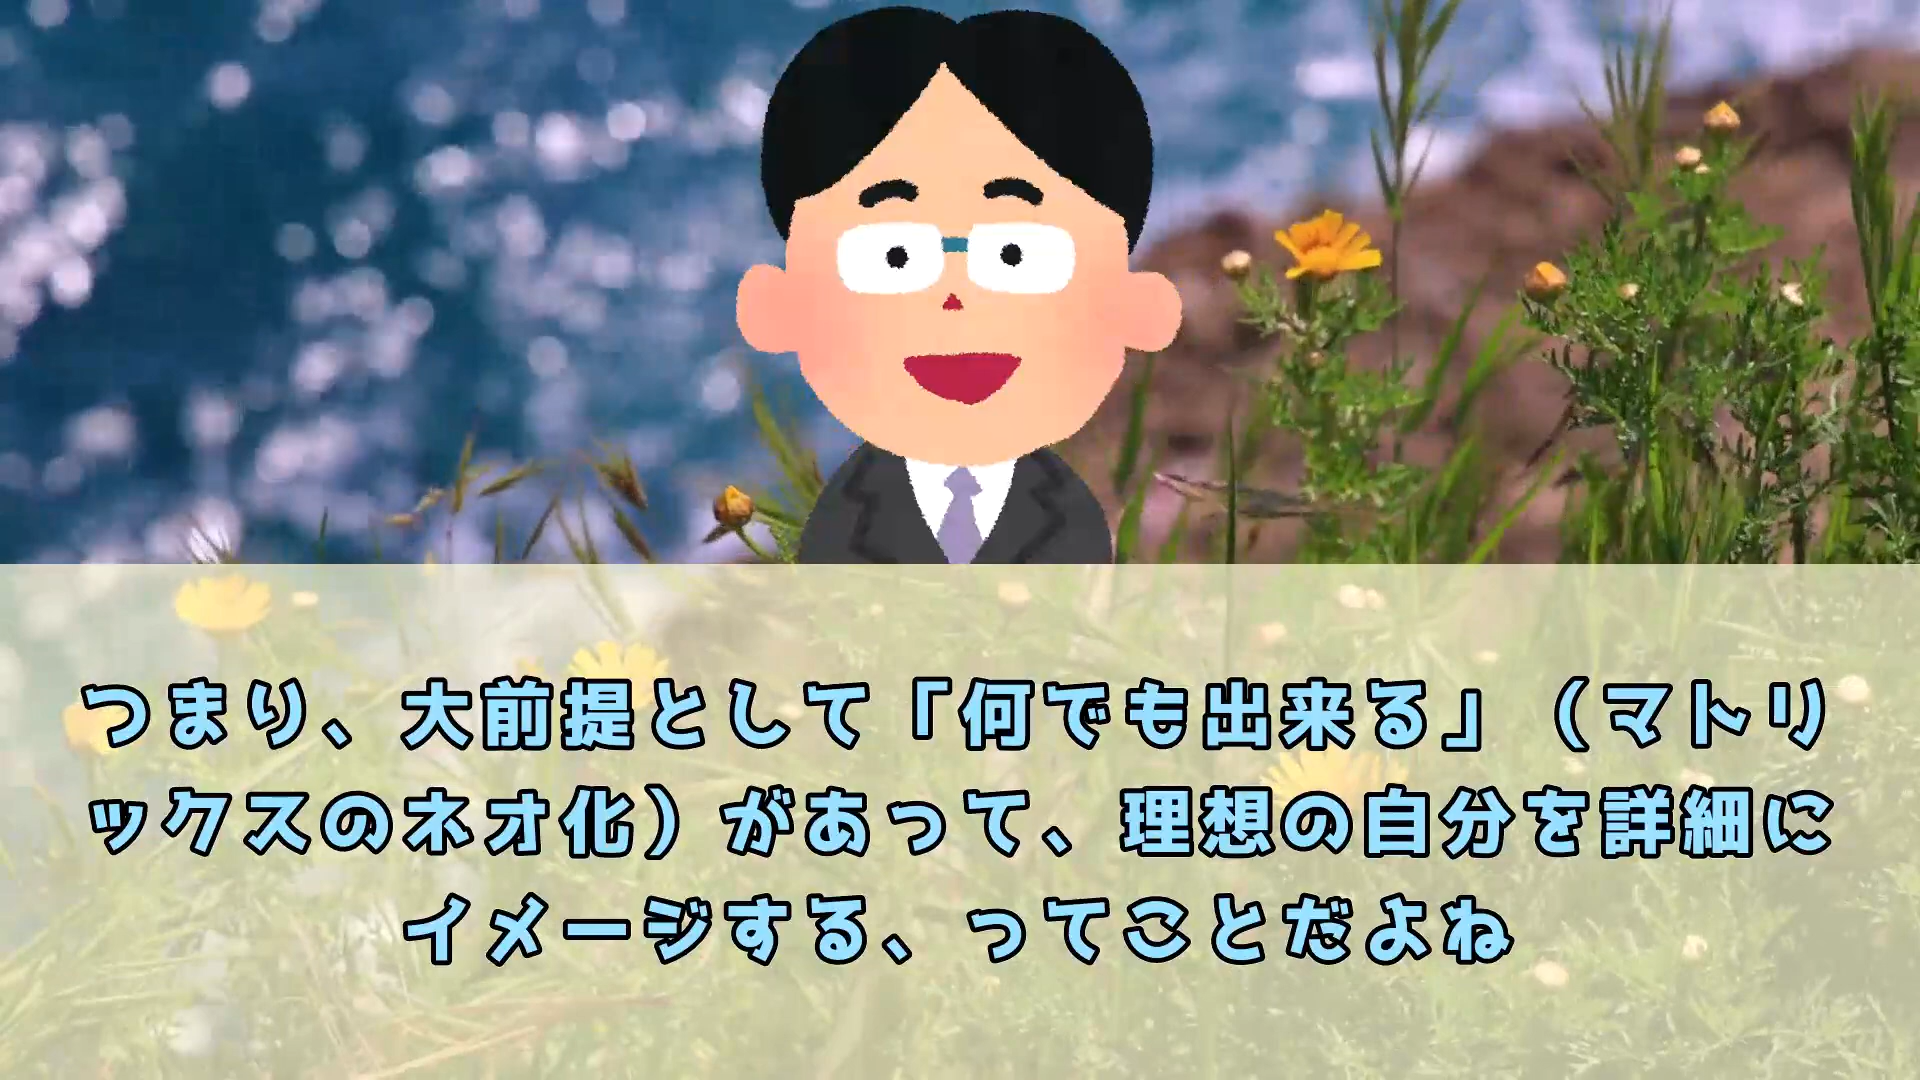 つまり、大前提として「何でも出来る」（マトリ
ックスのネオ化）があって、理想の自分を詳細に
イメージする、ってことだよね